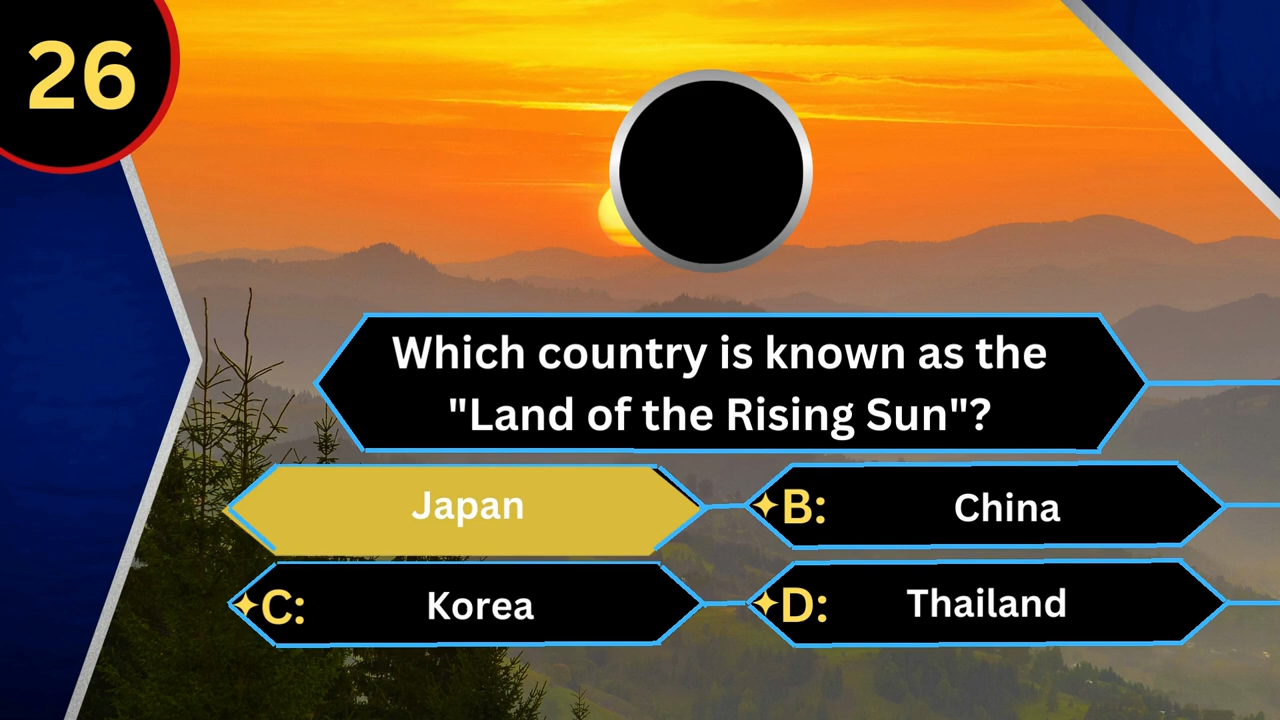 26
Which country is known as the
"Land of the Rising Sun"?
Japan
B: China
C: Korea
D: Thailand